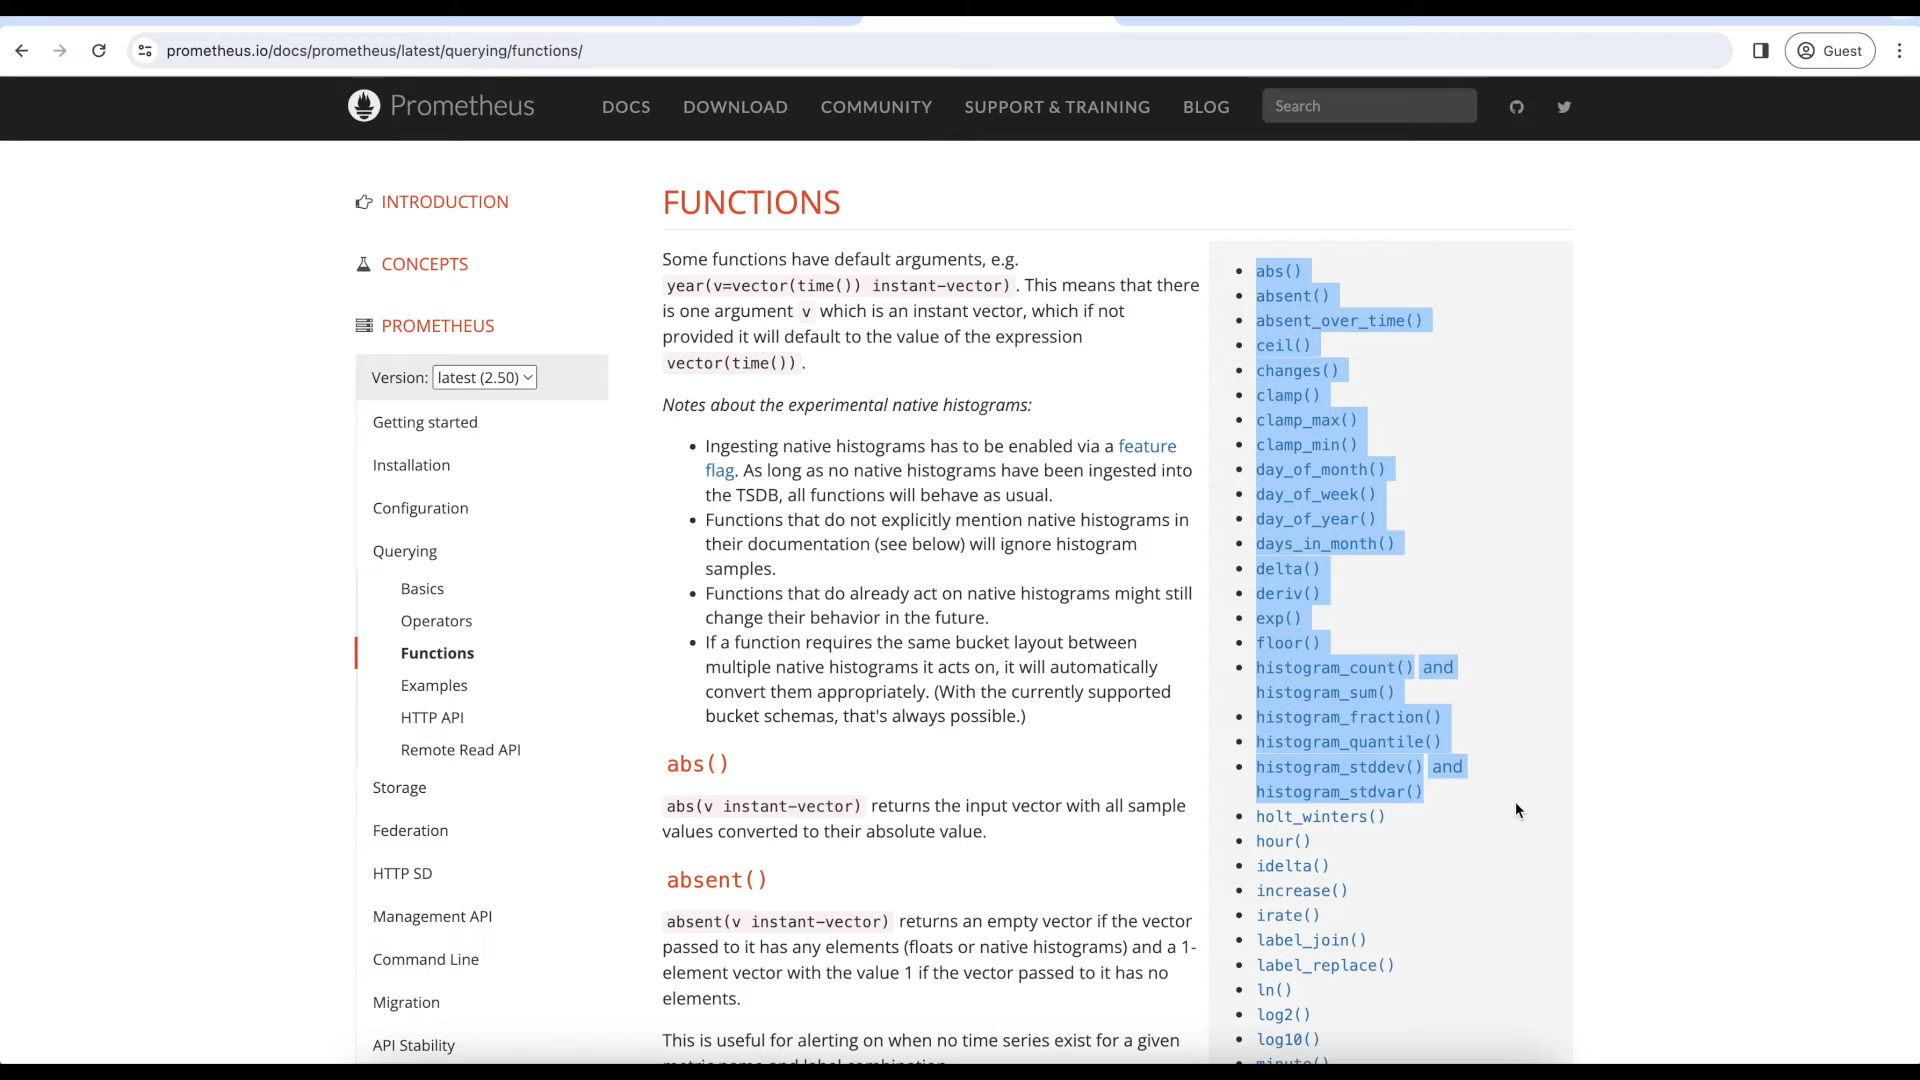 prometheus.io/docs/prometheus/latest/querying/functions/
Guest
Prometheus
DOCS
DOWNLOAD
COMMUNITY
SUPPORT & TRAINING
BLOG
Search
INTRODUCTION
CONCEPTS
PROMETHEUS
Version: latest (2.50)
Getting started
Installation
Configuration
Querying
Basics
Operators
Functions
Examples
HTTP API
Remote Read API
Storage
Federation
HTTP SD
Management API
Command Line
Migration
API Stability
FUNCTIONS
Some functions have default arguments, e.g.
year(v=vector(time()) instant-vector). This means that there
is one argument v which is an instant vector, which if not
provided it will default to the value of the expression
vector(time()).
Notes about the experimental native histograms:
• Ingesting native histograms has to be enabled via a feature
flag. As long as no native histograms have been ingested into
the TSDB, all functions will behave as usual.
• Functions that do not explicitly mention native histograms in
their documentation (see below) will ignore histogram
samples.
• Functions that do already act on native histograms might still
change their behavior in the future.
• If a function requires the same bucket layout between
multiple native histograms it acts on, it will automatically
convert them appropriately. (With the currently supported
bucket schemas, that's always possible.)
abs()
abs(v instant-vector) returns the input vector with all sample
values converted to their absolute value.
absent()
absent(v instant-vector) returns an empty vector if the vector
passed to it has any elements (floats or native histograms) and a 1-
element vector with the value 1 if the vector passed to it has no
elements.
This is useful for alerting on when no time series exist for a given
• abs()
• absent()
• absent_over_time()
• ceil()
• changes()
• clamp()
• clamp_max()
• clamp_min()
• day_of_month()
• day_of_week()
• day_of_year()
• days_in_month()
• delta()
• deriv()
• exp()
• floor()
• histogram_count() and
histogram_sum()
• histogram_fraction()
• histogram_quantile()
• histogram_stddev() and
histogram_stdvar()
• holt_winters()
• hour()
• idelta()
• increase()
• irate()
• label_join()
• label_replace()
• ln()
• log2()
• log10()